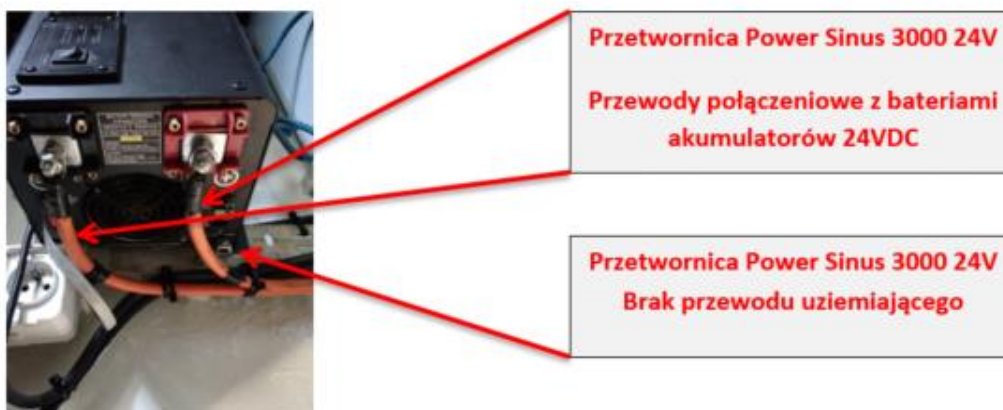 Przetwornica Power Sinus 3000 24V
Przewody połączeniowe z bateriami
akumulatorów 24VDC
Przetwornica Power Sinus 3000 24V
Brak przewodu uziemiającego